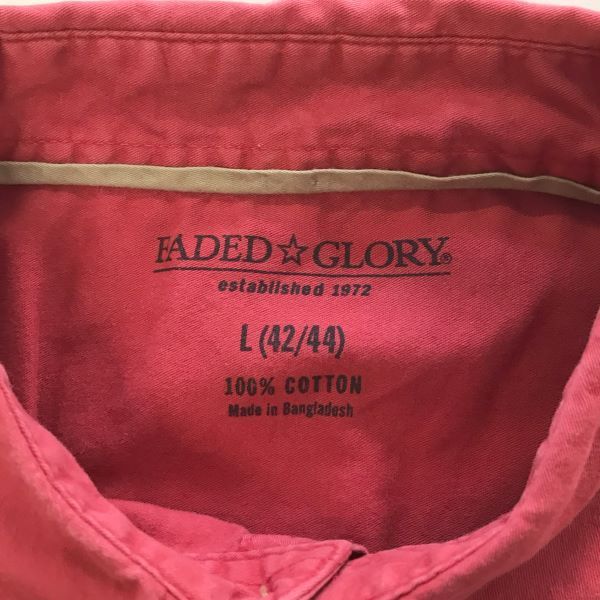 FADED☆GLORY®
established 1972
L (42/44)
100% COTTON
Made in Bangladesh